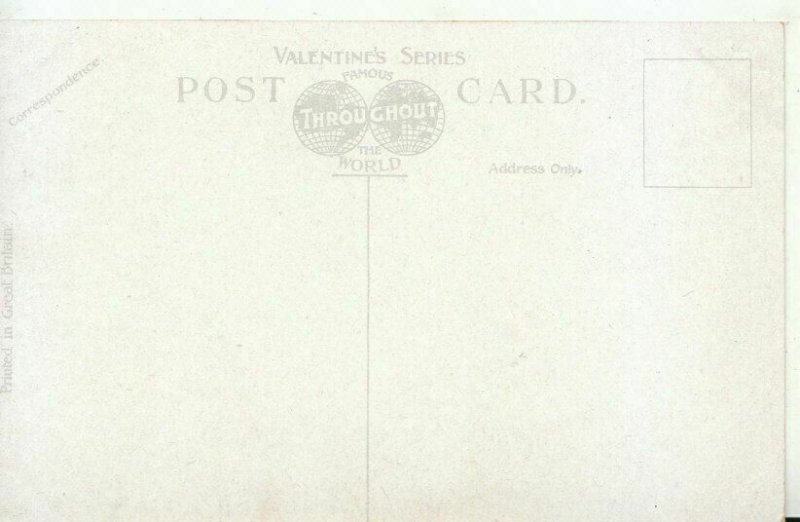 VALENTINE'S SERIES
POST CARD.
FAMOUS
THROUGHOUT
THE
WORLD
Correspondence.
Address Only.
Printed in Great Britain